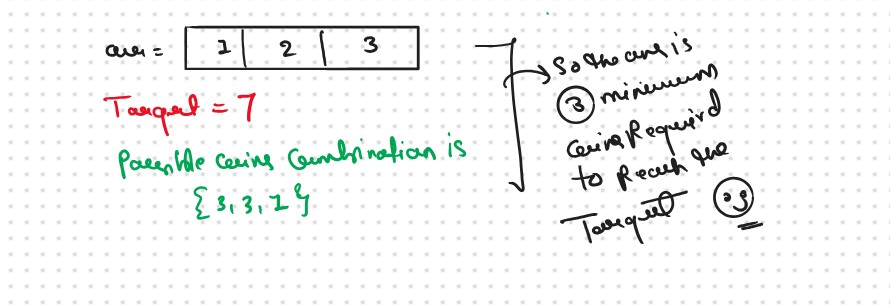 arr = 1 2 3
Target = 7
Possible coins Combination is
{3, 3, 1}
So the ans is
3 minimum
Coins Required
to Reach the
Target